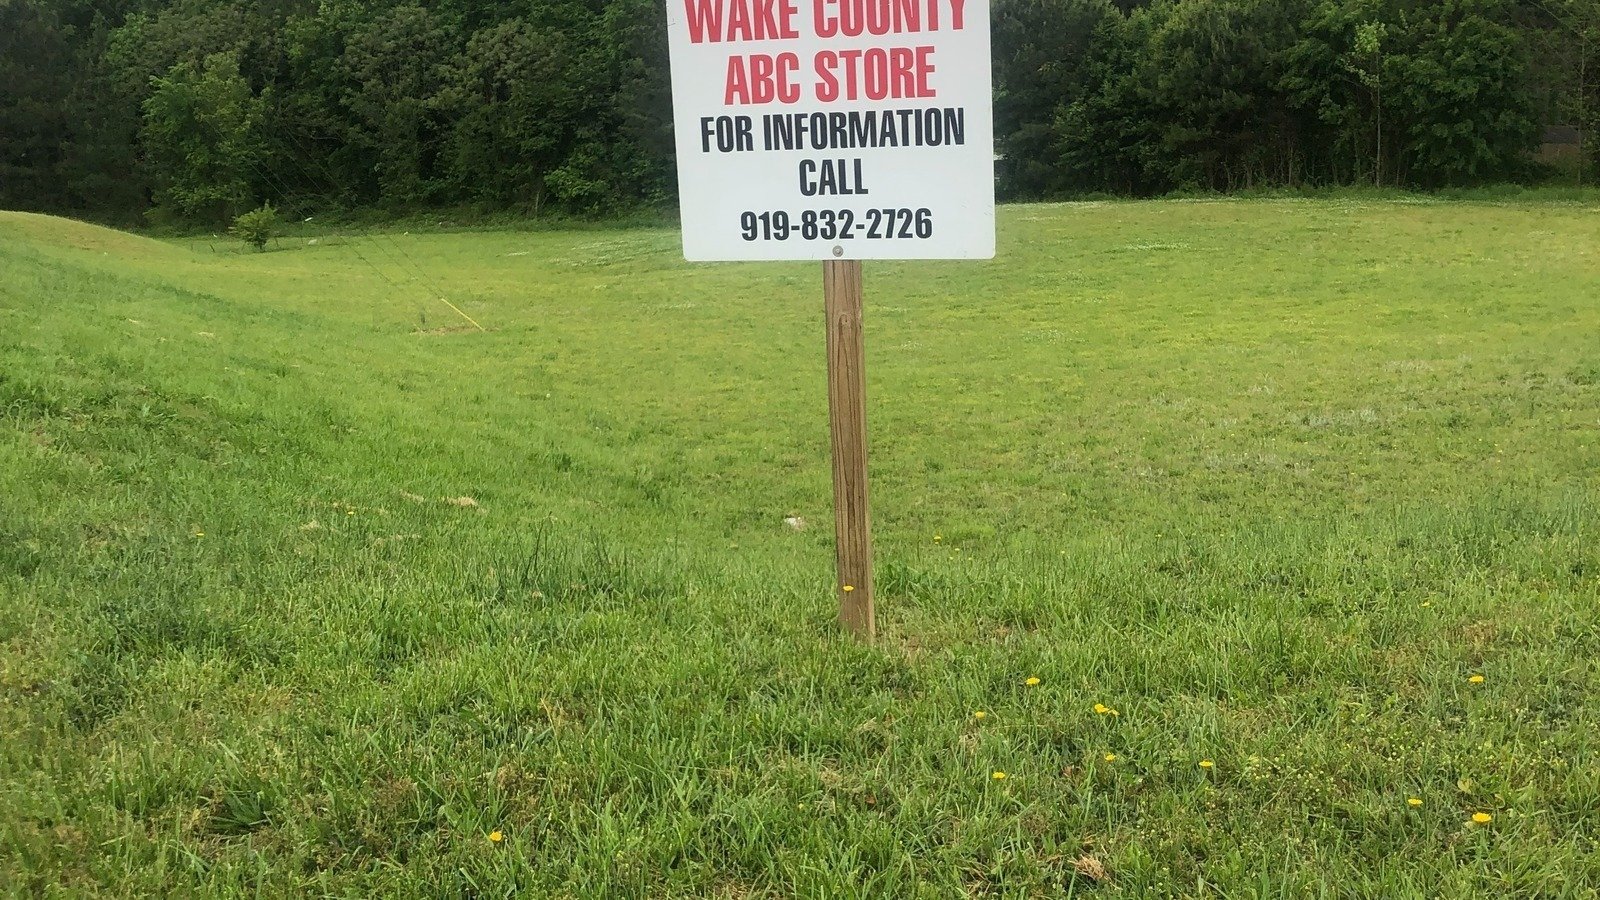 WAKE COUNTY
ABC STORE
FOR INFORMATION
CALL
919-832-2726